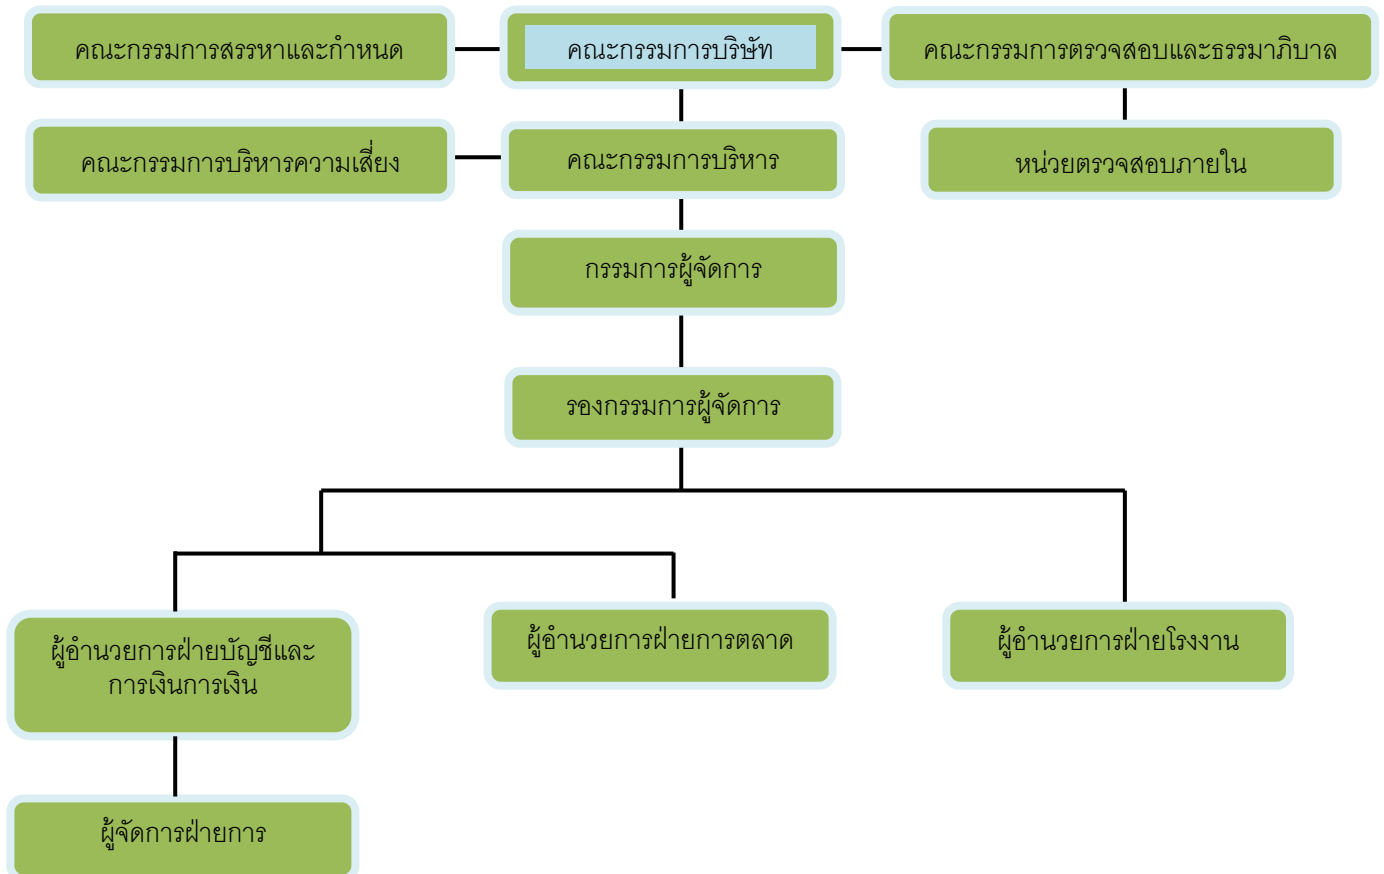 คณะกรรมการสรรหาและกำหนด
คณะกรรมการบริษัท
คณะกรรมการตรวจสอบและธรรมาภิบาล
คณะกรรมการบริหารความเสี่ยง
คณะกรรมการบริหาร
หน่วยตรวจสอบภายใน
กรรมการผู้จัดการ
รองกรรมการผู้จัดการ
ผู้อำนวยการฝ่ายบัญชีและ
การเงินการเงิน
ผู้อำนวยการฝ่ายการตลาด
ผู้อำนวยการฝ่ายโรงงาน
ผู้จัดการฝ่ายการ